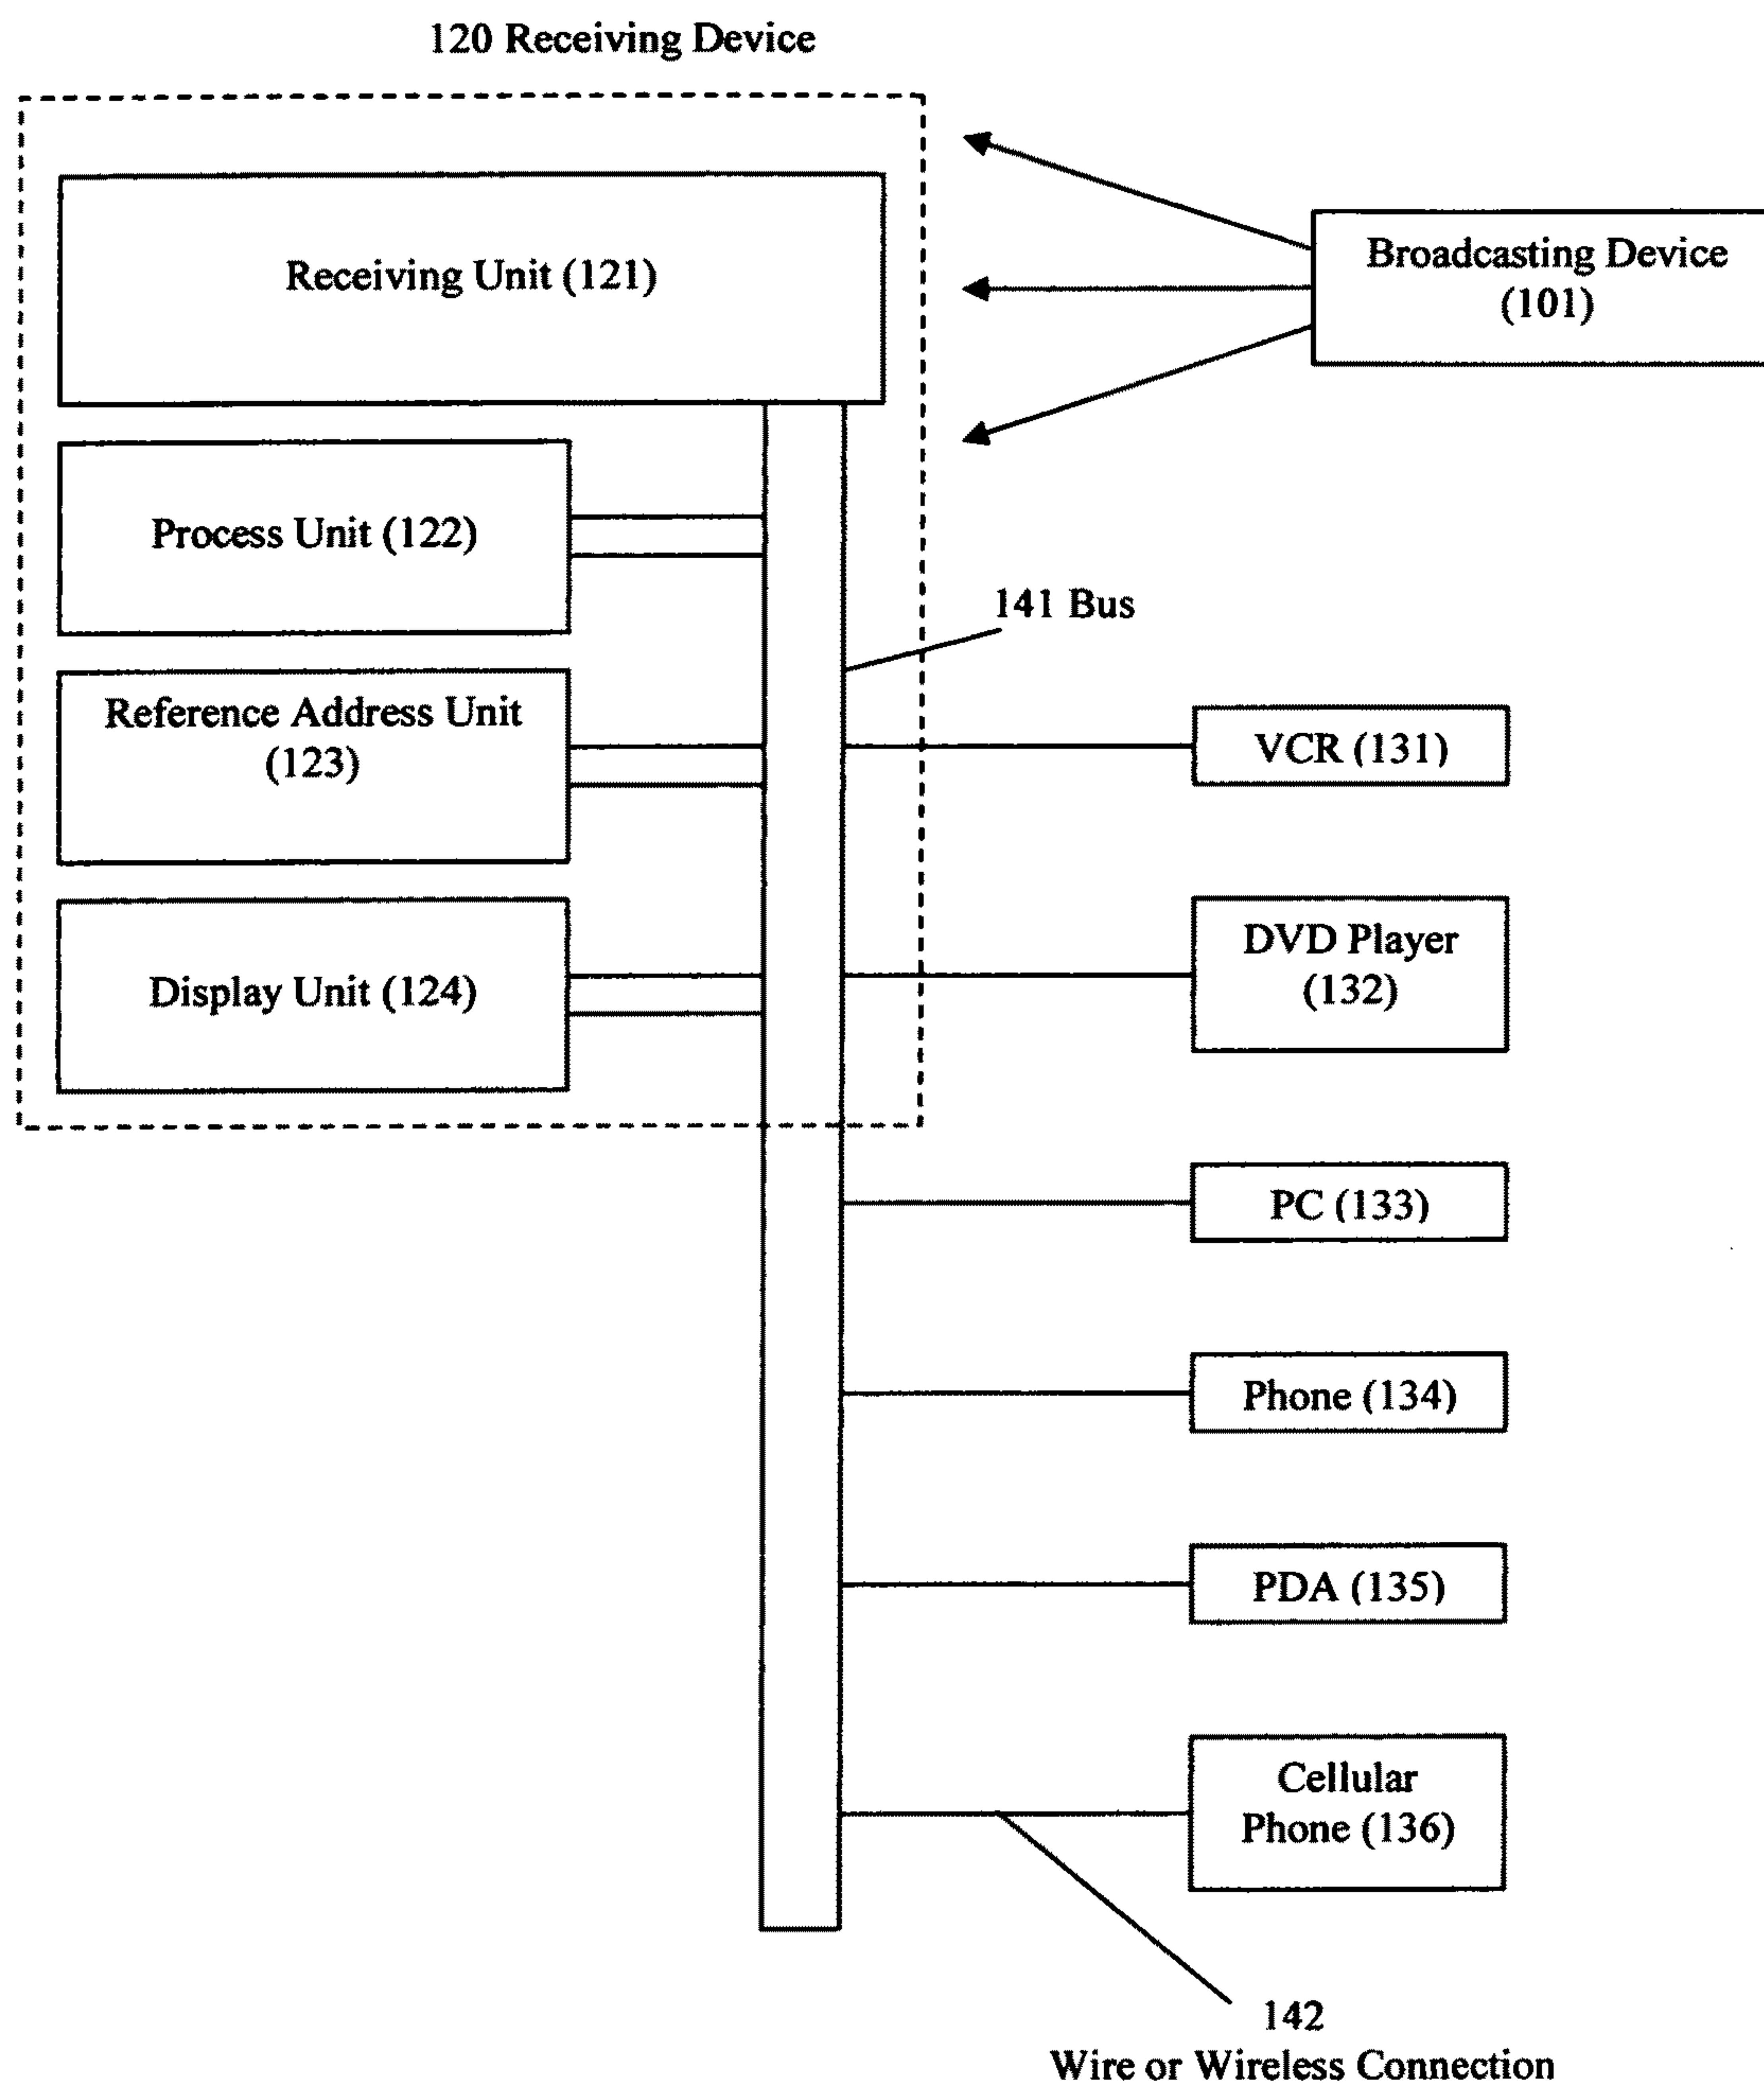 120 Receiving Device
Receiving Unit (121)
Broadcasting Device
(101)
Process Unit (122)
141 Bus
Reference Address Unit
(123)
VCR (131)
DVD Player
(132)
Display Unit (124)
PC (133)
Phone (134)
PDA (135)
Cellular
Phone (136)
142
Wire or Wireless Connection